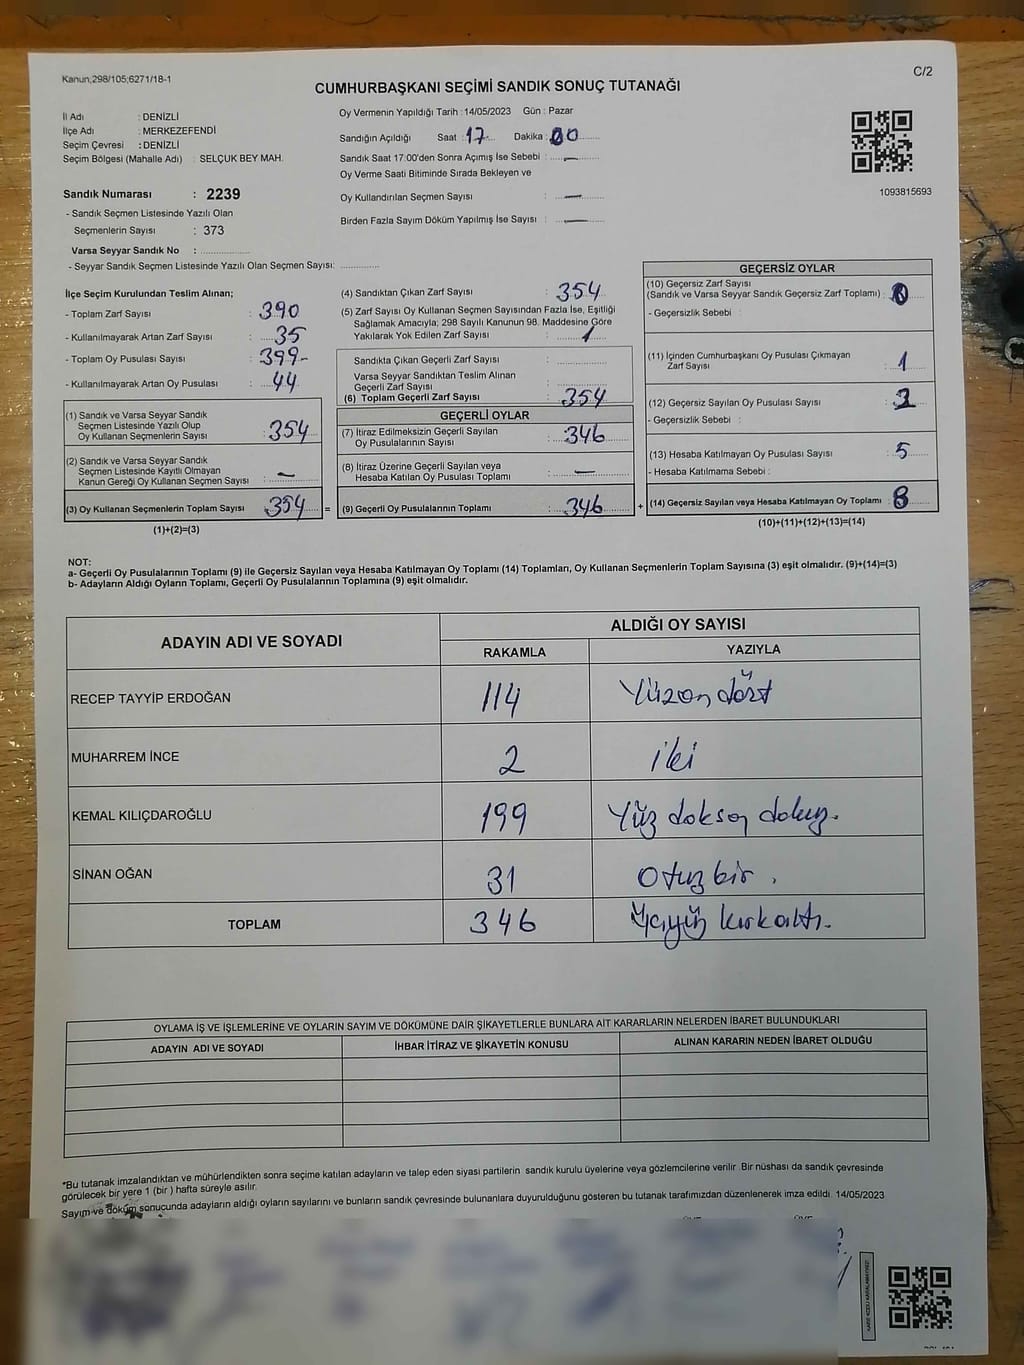 Kanun;298/105;6271/18-1
C/2
CUMHURBAŞKANI SEÇİMİ SANDIK SONUÇ TUTANAĞI
İl Adı : DENİZLİ
İlçe Adı : MERKEZEFENDİ
Seçim Çevresi : DENİZLİ
Seçim Bölgesi (Mahalle Adı) : SELÇUK BEY MAH.
Sandık Numarası : 2239
- Sandık Seçmen Listesinde Yazılı Olan
Seçmenlerin Sayısı : 373
Varsa Seyyar Sandık No :
- Seyyar Sandık Seçmen Listesinde Yazılı Olan Seçmen Sayısı:
Oy Vermenin Yapıldığı Tarih : 14/05/2023 Gün : Pazar
Sandığın Açıldığı Saat : 17 Dakika : 00
Sandık Saat 17:00'den Sonra Açımış İse Sebebi : —
Oy Verme Saati Bitiminde Sırada Bekleyen ve
Oy Kullandırılan Seçmen Sayısı : —
Birden Fazla Sayım Döküm Yapılmış İse Sayısı : —
1093815693
İlçe Seçim Kurulundan Teslim Alınan;
- Toplam Zarf Sayısı : 390
- Kullanılmayarak Artan Zarf Sayısı : 35
- Toplam Oy Pusulası Sayısı : 399-
- Kullanılmayarak Artan Oy Pusulası : 44
(1) Sandık ve Varsa Seyyar Sandık
Seçmen Listesinde Yazılı Olup
Oy Kullanan Seçmenlerin Sayısı : 354
(2) Sandık ve Varsa Seyyar Sandık
Seçmen Listesinde Kayıtlı Olmayan
Kanun Gereği Oy Kullanan Seçmen Sayısı : —
(3) Oy Kullanan Seçmenlerin Toplam Sayısı : 354 =
(1)+(2)=(3)
(4) Sandıktan Çıkan Zarf Sayısı : 354
(5) Zarf Sayısı Oy Kullanan Seçmen Sayısından Fazla İse, Eşitliği
Sağlamak Amacıyla; 298 Sayılı Kanunun 98. Maddesine Göre
Yakılarak Yok Edilen Zarf Sayısı : 1
Sandıkta Çıkan Geçerli Zarf Sayısı :
Varsa Seyyar Sandıktan Teslim Alınan
Geçerli Zarf Sayısı :
(6) Toplam Geçerli Zarf Sayısı : 354
GEÇERLİ OYLAR
(7) İtiraz Edilmeksizin Geçerli Sayılan
Oy Pusulalarının Sayısı : 346
(8) İtiraz Üzerine Geçerli Sayılan veya
Hesaba Katılan Oy Pusulası Toplamı : —
(9) Geçerli Oy Pusulalarının Toplamı : 346 +
GEÇERSİZ OYLAR
(10) Geçersiz Zarf Sayısı
(Sandık ve Varsa Seyyar Sandık Geçersiz Zarf Toplamı) : 0
- Geçersizlik Sebebi :
(11) İçinden Cumhurbaşkanı Oy Pusulası Çıkmayan
Zarf Sayısı : 1
(12) Geçersiz Sayılan Oy Pusulası Sayısı : 2
- Geçersizlik Sebebi :
(13) Hesaba Katılmayan Oy Pusulası Sayısı : 5
- Hesaba Katılmama Sebebi :
(14) Geçersiz Sayılan veya Hesaba Katılmayan Oy Toplamı : 8
(10)+(11)+(12)+(13)=(14)
NOT:
a- Geçerli Oy Pusulalarının Toplamı (9) ile Geçersiz Sayılan veya Hesaba Katılmayan Oy Toplamı (14) Toplamları, Oy Kullanan Seçmenlerin Toplam Sayısına (3) eşit olmalıdır. (9)+(14)=(3)
b- Adayların Aldığı Oyların Toplamı, Geçerli Oy Pusulalarının Toplamına (9) eşit olmalıdır.
ADAYIN ADI VE SOYADI ALDIĞI OY SAYISI
RAKAMLA YAZIYLA
RECEP TAYYİP ERDOĞAN 114 Yüzon dört
MUHARREM İNCE 2 iki
KEMAL KILIÇDAROĞLU 199 Yüz doksan dokuz.
SİNAN OĞAN 31 Otuz bir.
TOPLAM 346 Üçyüz kırkaltı.
OYLAMA İŞ VE İŞLEMLERİNE VE OYLARIN SAYIM VE DÖKÜMÜNE DAİR ŞİKAYETLERLE BUNLARA AİT KARARLARIN NELERDEN İBARET BULUNDUKLARI
ADAYIN ADI VE SOYADI İHBAR İTİRAZ VE ŞİKAYETİN KONUSU ALINAN KARARIN NEDEN İBARET OLDUĞU
*Bu tutanak imzalandıktan ve mühürlendikten sonra seçime katılan adayların ve talep eden siyasi partilerin sandık kurulu üyelerine veya gözlemcilerine verilir. Bir nüshası da sandık çevresinde
görülecek bir yere 1 (bir) hafta süreyle asılır.
Sayım ve döküm sonucunda adayların aldığı oyların sayılarını ve bunların sandık çevresinde bulunanlara duyurulduğunu gösteren bu tutanak tarafımızdan düzenlenerek imza edildi. 14/05/2023